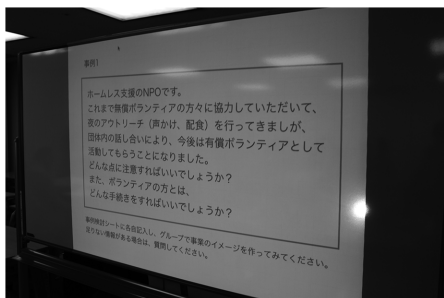 事例1
ホームレス支援のNPOです。
これまで無償ボランティアの方々に協力していただいて、
夜のアウトリーチ（声かけ、配食）を行ってきましたが、
団体内の話し合いにより、今後は有償ボランティアとして
活動してもらうことになりました。
どんな点に注意すればいいでしょうか？
また、ボランティアの方とは、
どんな手続きをすればいいでしょうか？
事例検討シートに各自記入し、グループで事業のイメージを作ってみてください。
足りない情報がある場合は、質問してください。